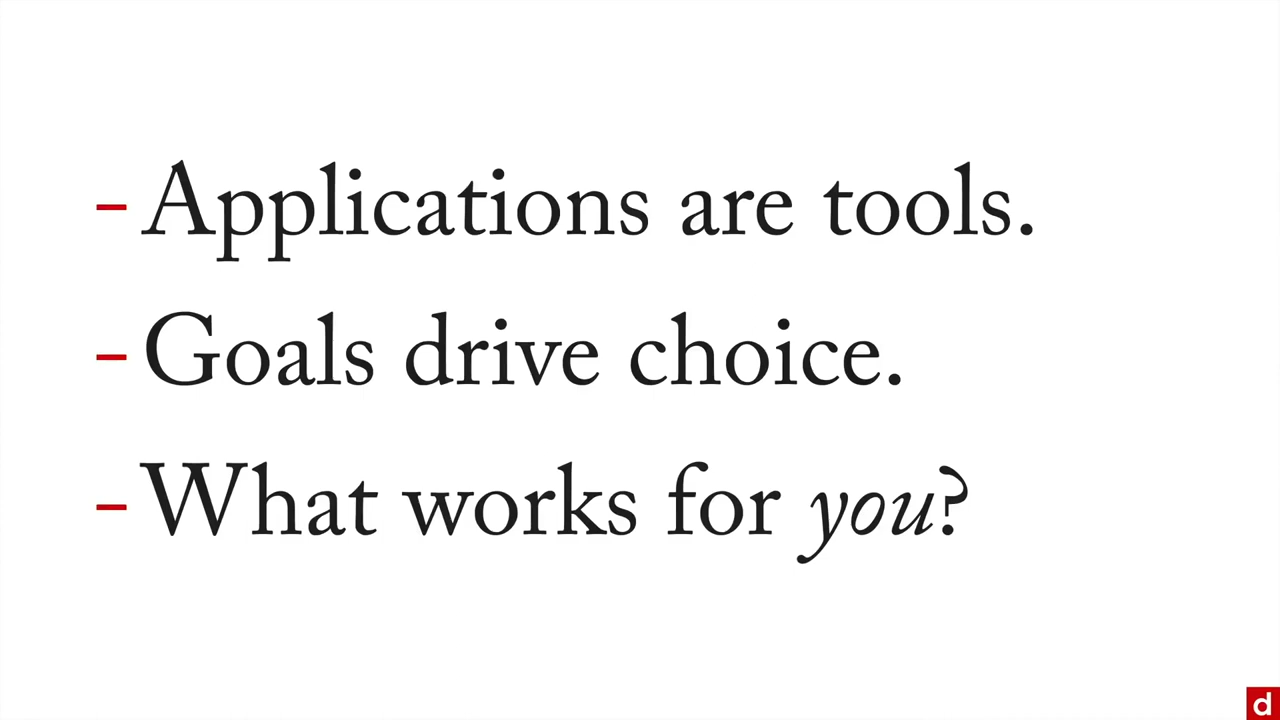 – Applications are tools.
– Goals drive choice.
– What works for you?
d